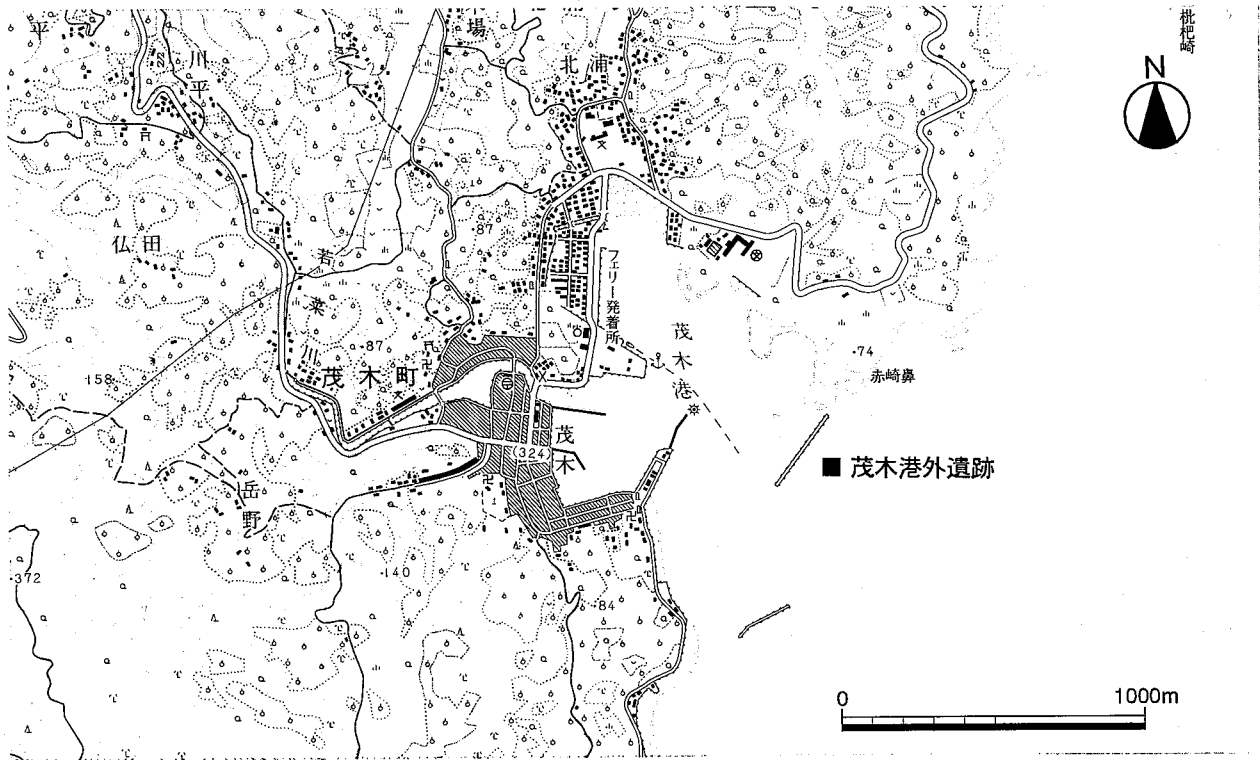 枇杷崎
N
平
川平
木場
北浦
仏田
若菜川
87
フェリー発着所
茂木港
・87
茂木町
・74
赤崎鼻
・158
324
茂木
■ 茂木港外遺跡
岳野
・372
・140
・84
0 1000m